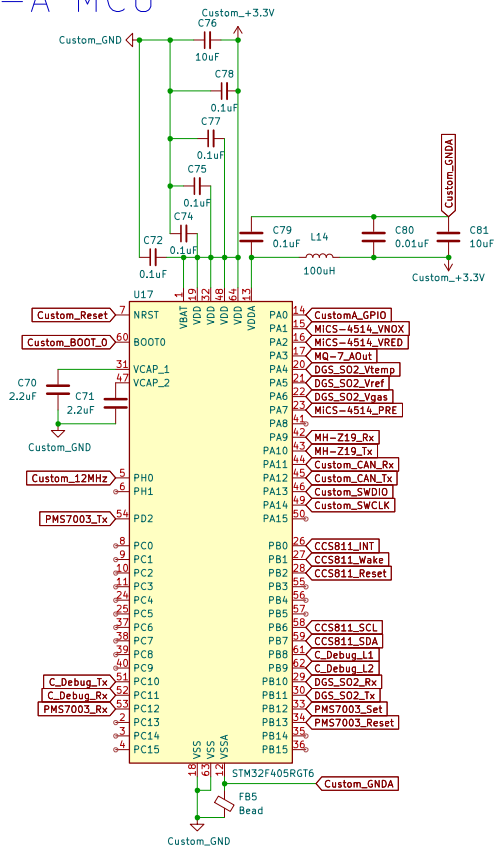 -A MCU
C76
Custom_+3.3V
Custom_GND
10uF
C78
0.1uF
C77
0.1uF
C75
0.1uF
C74
0.1uF
C72
0.1uF
C79
0.1uF
L14
100uH
C80
0.01uF
C81
10uF
Custom_GNDA
Custom_+3.3V
U17
1 VBAT
19 VDD
32 VDD
48 VDD
64 VDD
13 VDDA
Custom_Reset 7 NRST
Custom_BOOT_0 60 BOOT0
31 VCAP_1
47 VCAP_2
C70
2.2uF
C71
2.2uF
Custom_GND
Custom_12MHz 5 PH0
6 PH1
PMS7003_Tx 54 PD2
8 PC0
9 PC1
10 PC2
11 PC3
24 PC4
25 PC5
37 PC6
38 PC7
39 PC8
40 PC9
C_Debug_Tx 51 PC10
C_Debug_Rx 52 PC11
PMS7003_Rx 53 PC12
2 PC13
3 PC14
4 PC15
PA0 14 CustomA_GPIO
PA1 15 MiCS-4514_VNOX
PA2 16 MiCS-4514_VRED
PA3 17 MQ-7_AOut
PA4 20 DGS_SO2_Vtemp
PA5 21 DGS_SO2_Vref
PA6 22 DGS_SO2_Vgas
PA7 23 MiCS-4514_PRE
PA8 41
PA9 42 MH-Z19_Rx
PA10 43 MH-Z19_Tx
PA11 44 Custom_CAN_Rx
PA12 45 Custom_CAN_Tx
PA13 46 Custom_SWDIO
PA14 49 Custom_SWCLK
PA15 50
PB0 26 CCS811_INT
PB1 27 CCS811_Wake
PB2 28 CCS811_Reset
PB3 55
PB4 56
PB5 57
PB6 58 CCS811_SCL
PB7 59 CCS811_SDA
PB8 61 C_Debug_L1
PB9 62 C_Debug_L2
PB10 29 DGS_SO2_Rx
PB11 30 DGS_SO2_Tx
PB12 33 PMS7003_Set
PB13 34 PMS7003_Reset
PB14 35
PB15 36
VSS 18
VSS 63
VSSA 12
STM32F405RGT6
Custom_GNDA
FB5
Bead
Custom_GND